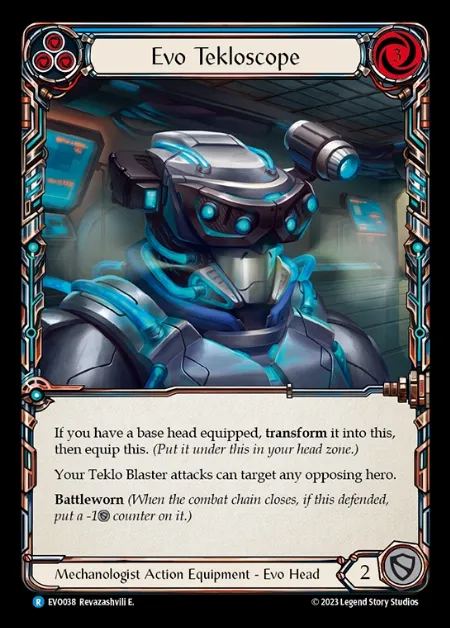 Evo Tekloscope
3
If you have a base head equipped, transform it into this,
then equip this. (Put it under this in your head zone.)
Your Teklo Blaster attacks can target any opposing hero.
Battleworn (When the combat chain closes, if this defended,
put a -1 counter on it.)
Mechanologist Action Equipment - Evo Head
2
R EVO038 Revazashvili E.
© 2023 Legend Story Studios